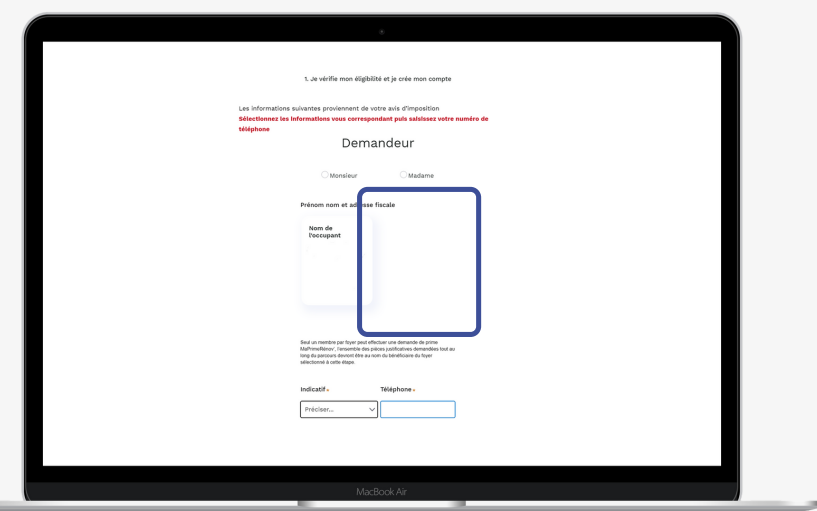 1. Je vérifie mon éligibilité et je crée mon compte
Les informations suivantes proviennent de votre avis d'imposition
Sélectionnez les informations vous correspondant puis saisissez votre numéro de
téléphone
Demandeur
Monsieur Madame
Prénom nom et adresse fiscale
Nom de
l'occupant
Seul un membre par foyer peut effectuer une demande de prime
MaPrimeRénov', l'ensemble des pièces justificatives demandées tout au
long du parcours devront être au nom du bénéficiaire du foyer
sélectionné à cette étape.
Indicatif * Téléphone *
Préciser...
MacBook Air